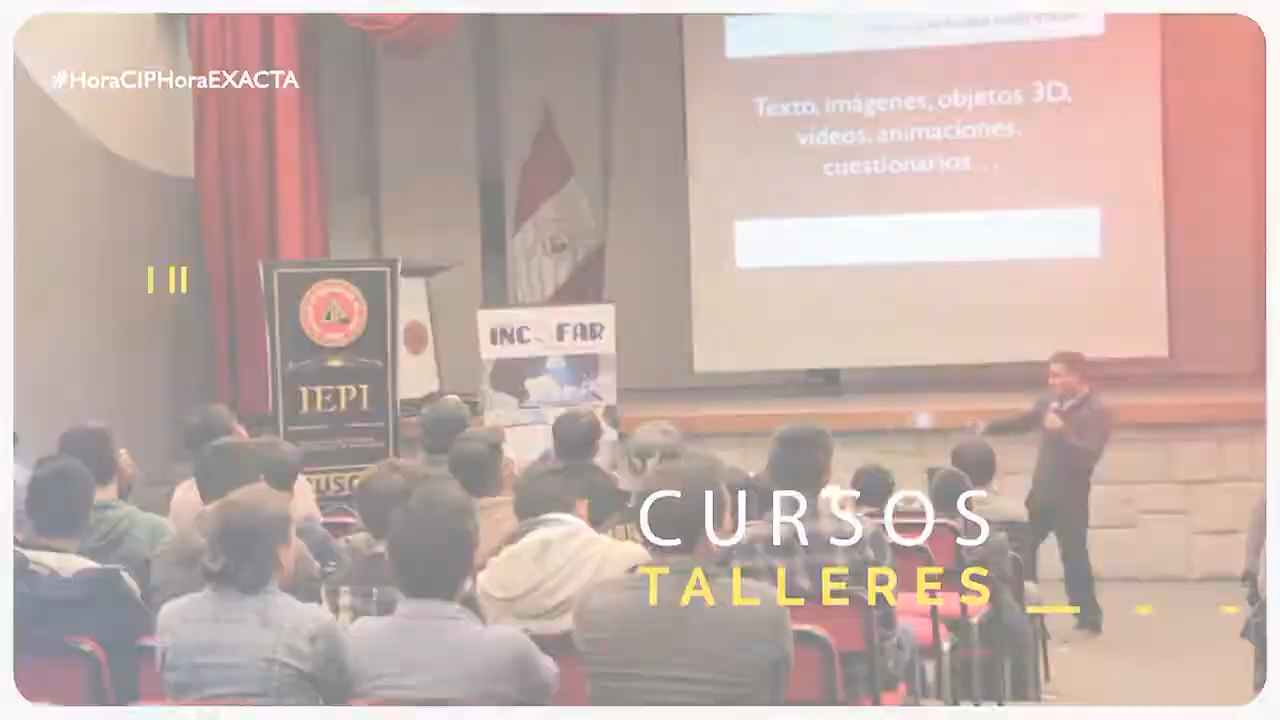 #HoraCIPHoraEXACTA
Texto, imágenes, objetos 3D,
videos, animaciones,
cuestionarios...
INC FAR
IEPI
CURSOS
TALLERES